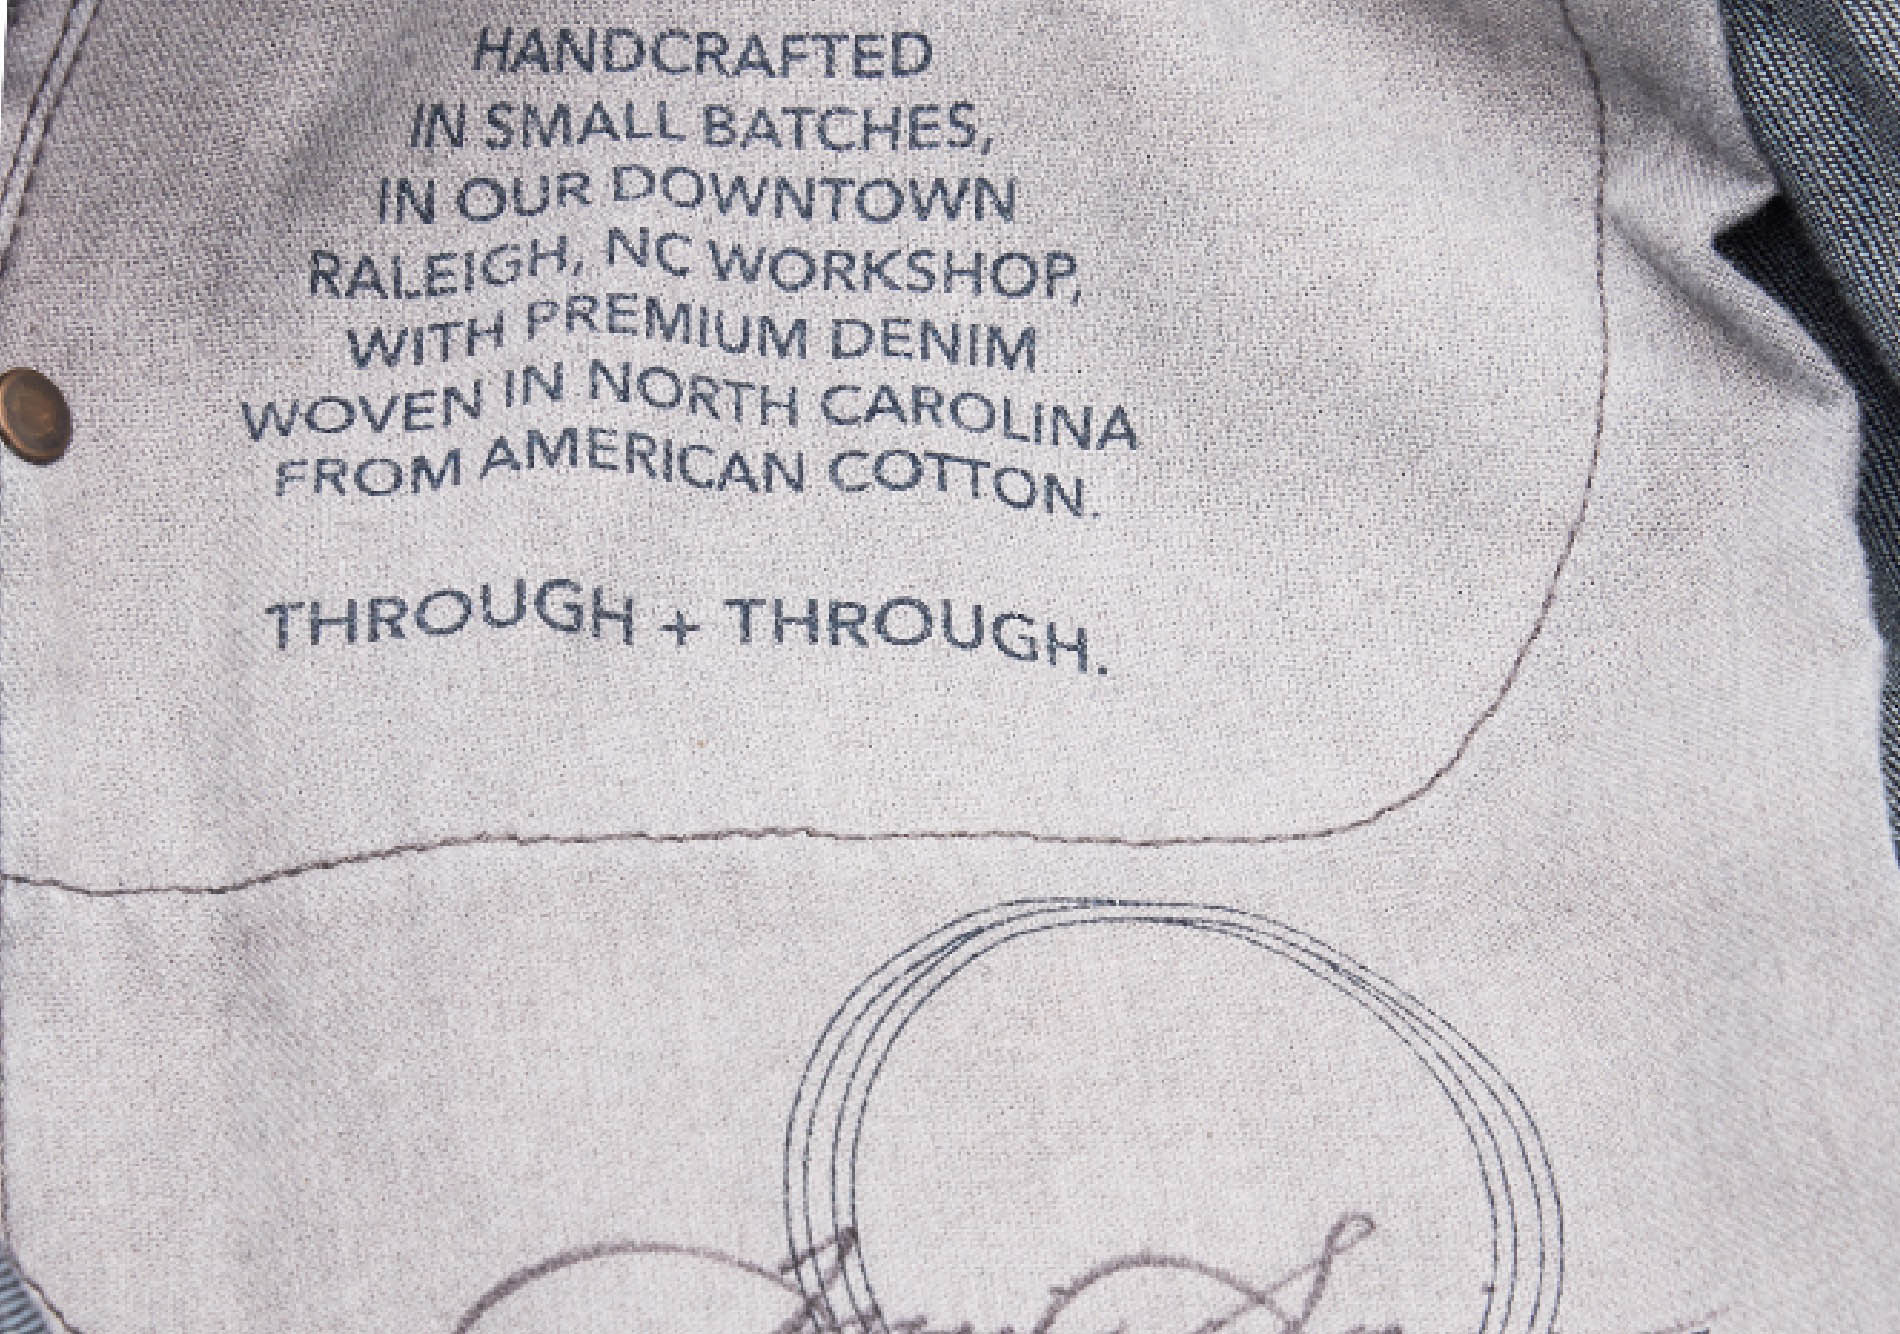 HANDCRAFTED
IN SMALL BATCHES,
IN OUR DOWNTOWN
RALEIGH, NC WORKSHOP,
WITH PREMIUM DENIM
WOVEN IN NORTH CAROLINA
FROM AMERICAN COTTON.
THROUGH + THROUGH.